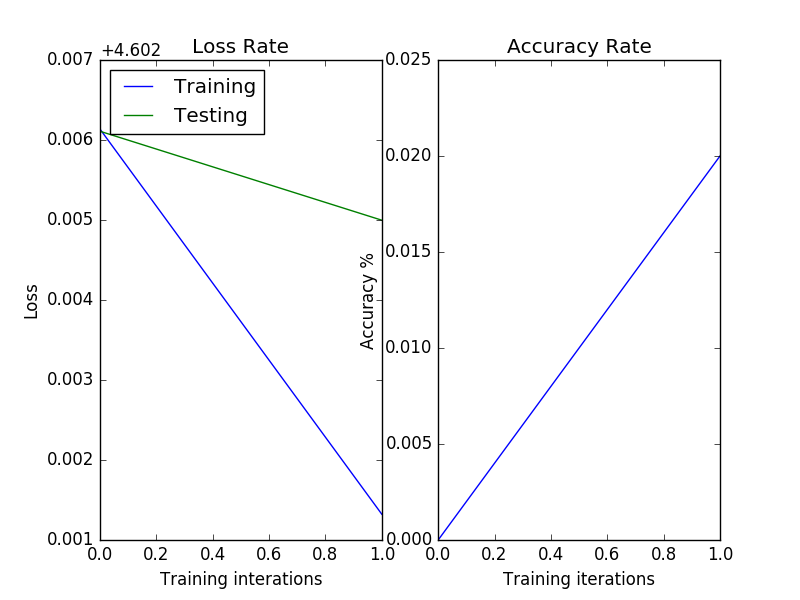 Loss Rate
+4.602
0.007
0.006
0.005
0.004
0.003
0.002
0.001
Loss
Training
Testing
0.0 0.2 0.4 0.6 0.8 1.0
Training interations
Accuracy Rate
0.025
0.020
0.015
0.010
0.005
0.000
Accuracy %
0.0 0.2 0.4 0.6 0.8 1.0
Training iterations